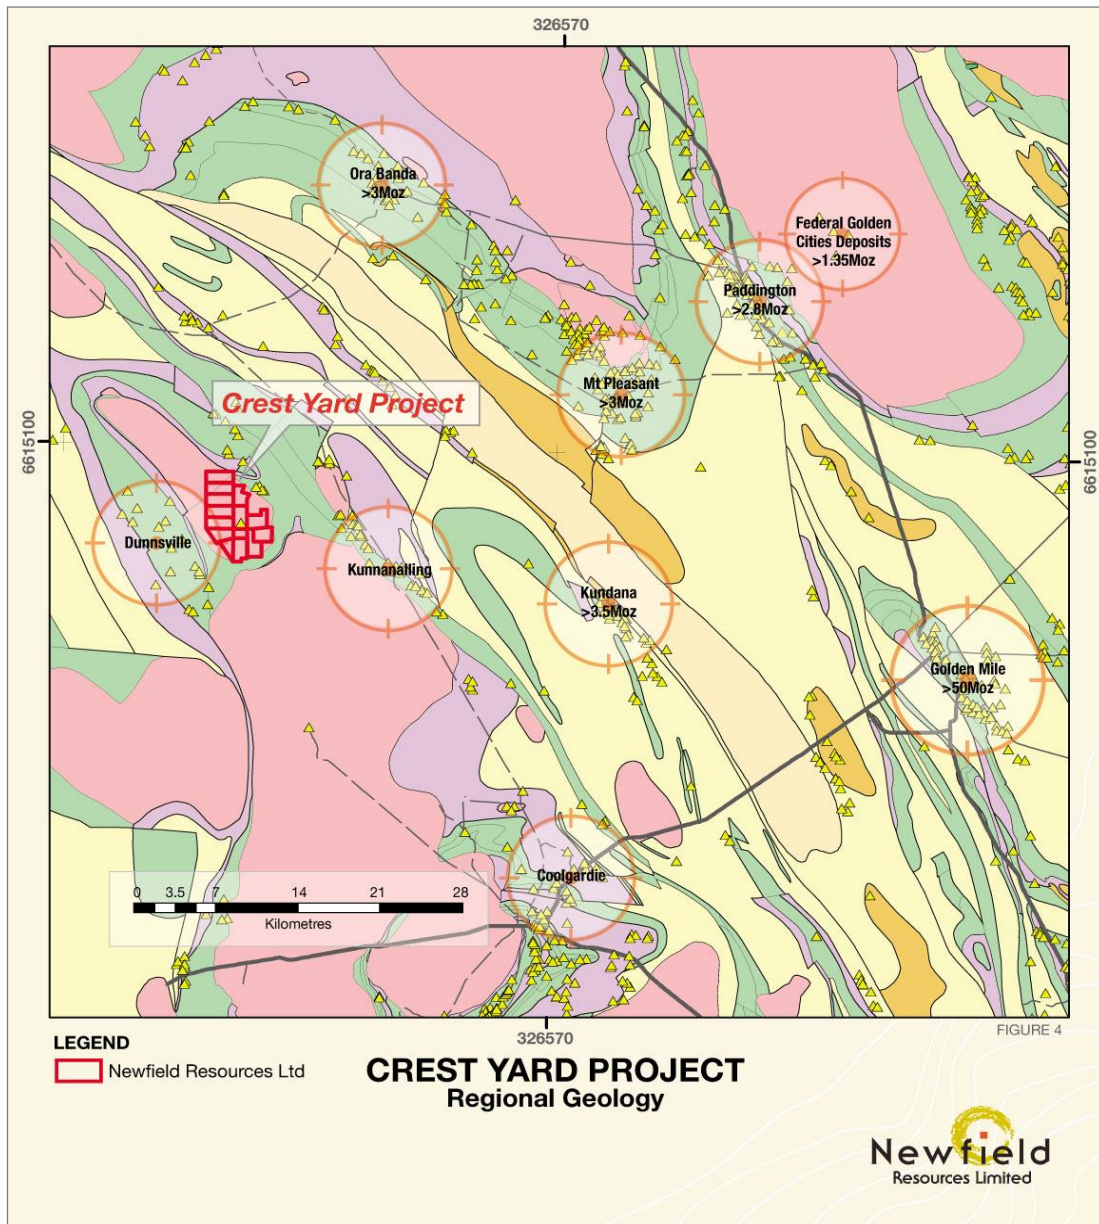 326570
Ora Banda
>3Moz
Federal Golden
Cities Deposits
>1.35Moz
Paddington
>2.8Moz
Mt Pleasant
>3Moz
Crest Yard Project
6615100
6615100
Dunnsville
Kunnanalling
Kundana
>3.5Moz
Golden Mile
>50Moz
Coolgardie
0 3.5 7 14 21 28
Kilometres
326570
FIGURE 4
LEGEND
Newfield Resources Ltd
CREST YARD PROJECT
Regional Geology
Newfield
Resources Limited